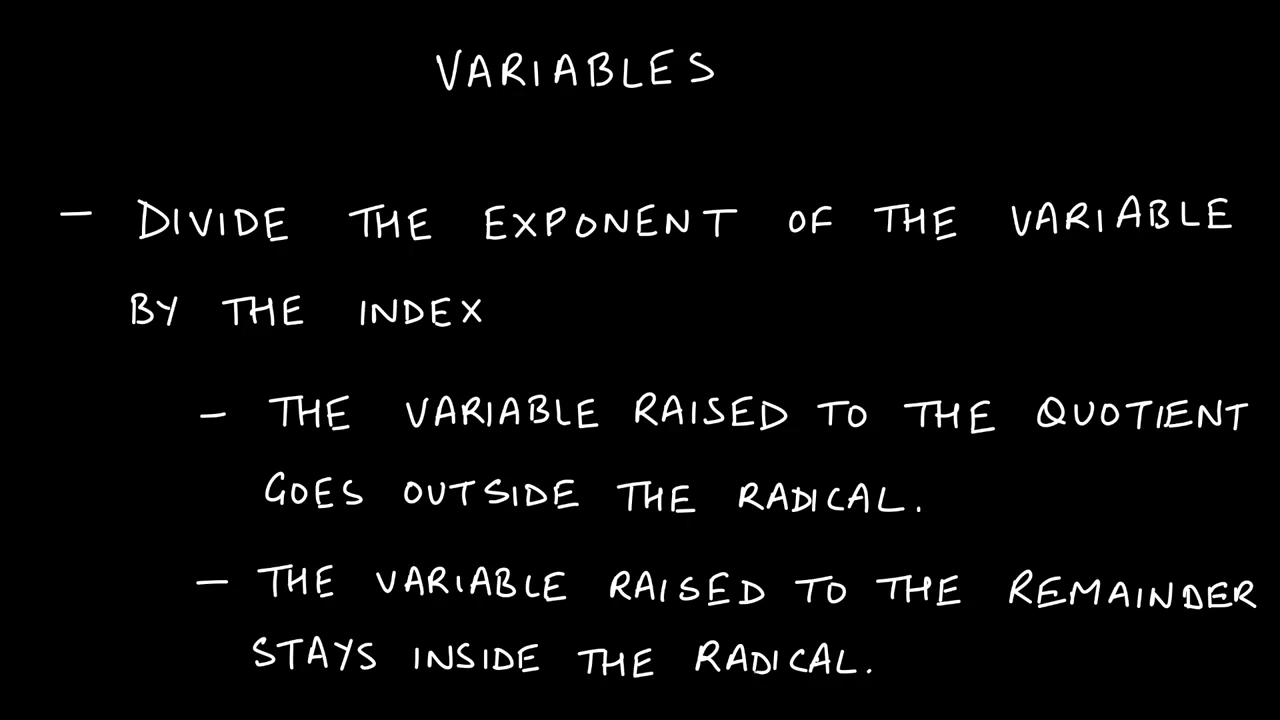 VARIABLES
- DIVIDE THE EXPONENT OF THE VARIABLE
BY THE INDEX
- THE VARIABLE RAISED TO THE QUOTIENT
GOES OUTSIDE THE RADICAL.
- THE VARIABLE RAISED TO THE REMAINDER
STAYS INSIDE THE RADICAL.